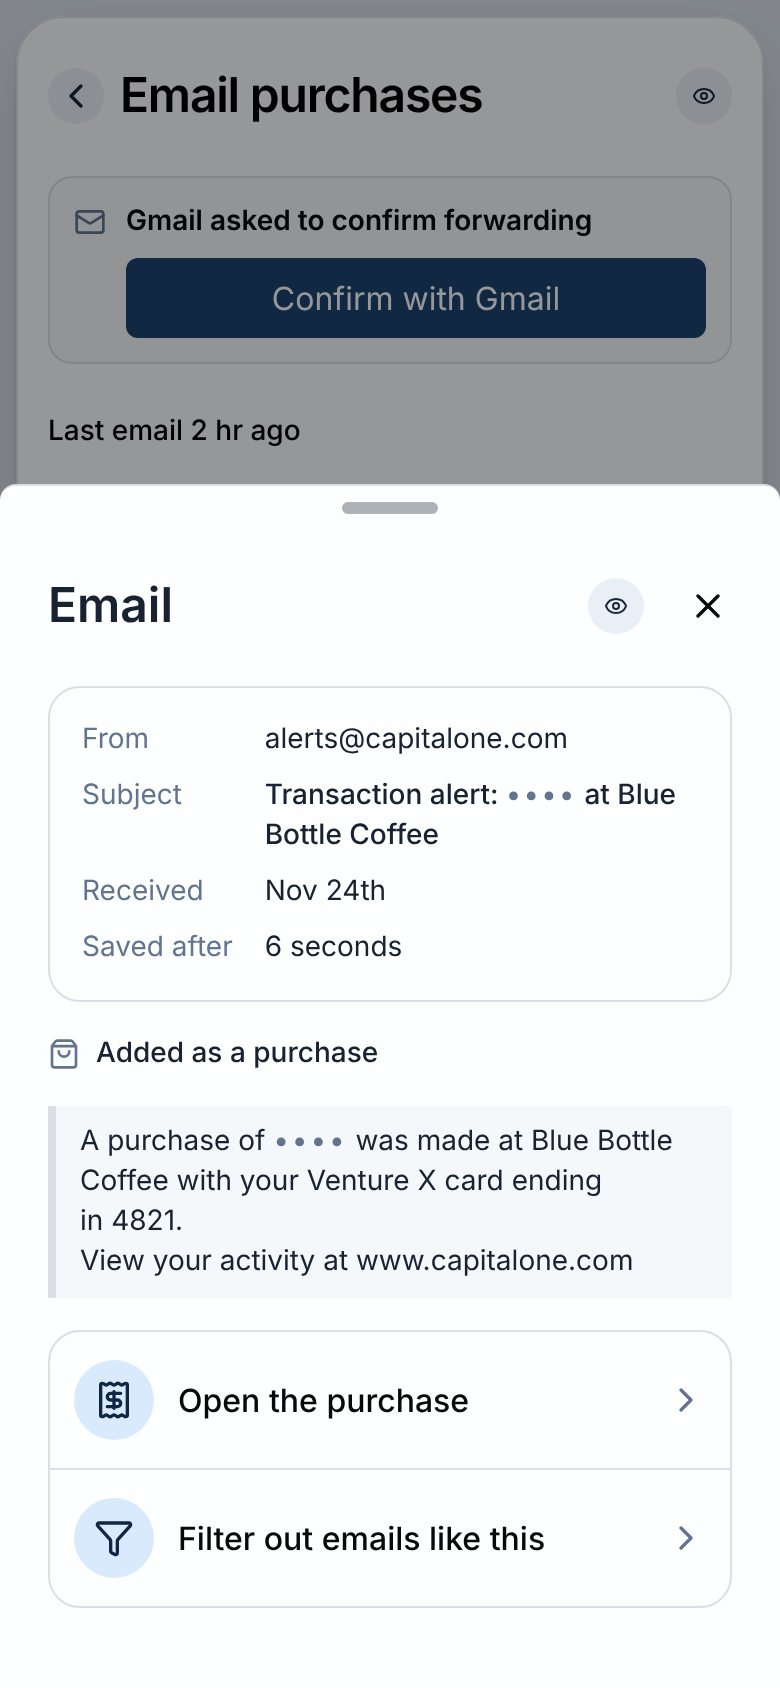 Email purchases
Gmail asked to confirm forwarding
Confirm with Gmail
Last email 2 hr ago
Email
From alerts@capitalone.com
Subject Transaction alert: •••• at Blue
Bottle Coffee
Received Nov 24th
Saved after 6 seconds
Added as a purchase
A purchase of •••• was made at Blue Bottle
Coffee with your Venture X card ending
in 4821.
View your activity at www.capitalone.com
Open the purchase
Filter out emails like this